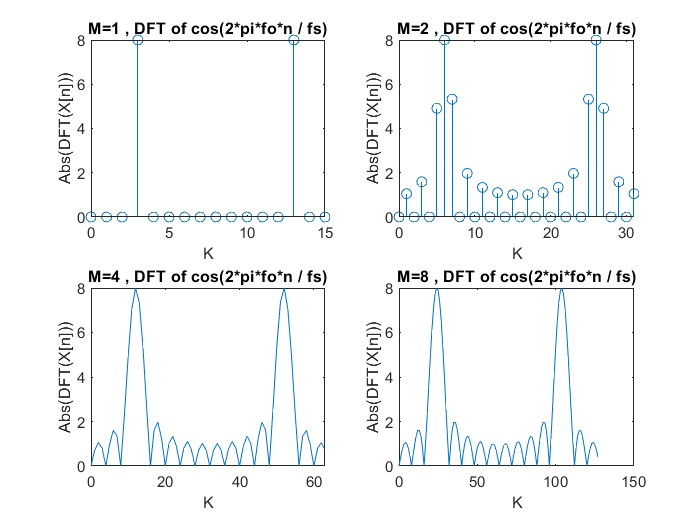 M=1 , DFT of cos(2*pi*fo*n / fs)
Abs(DFT(X[n]))
8
6
4
2
0
0 5 10 15
K
M=2 , DFT of cos(2*pi*fo*n / fs)
Abs(DFT(X[n]))
8
6
4
2
0
0 10 20 30
K
M=4 , DFT of cos(2*pi*fo*n / fs)
Abs(DFT(X[n]))
8
6
4
2
0
0 20 40 60
K
M=8 , DFT of cos(2*pi*fo*n / fs)
Abs(DFT(X[n]))
8
6
4
2
0
0 50 100 150
K